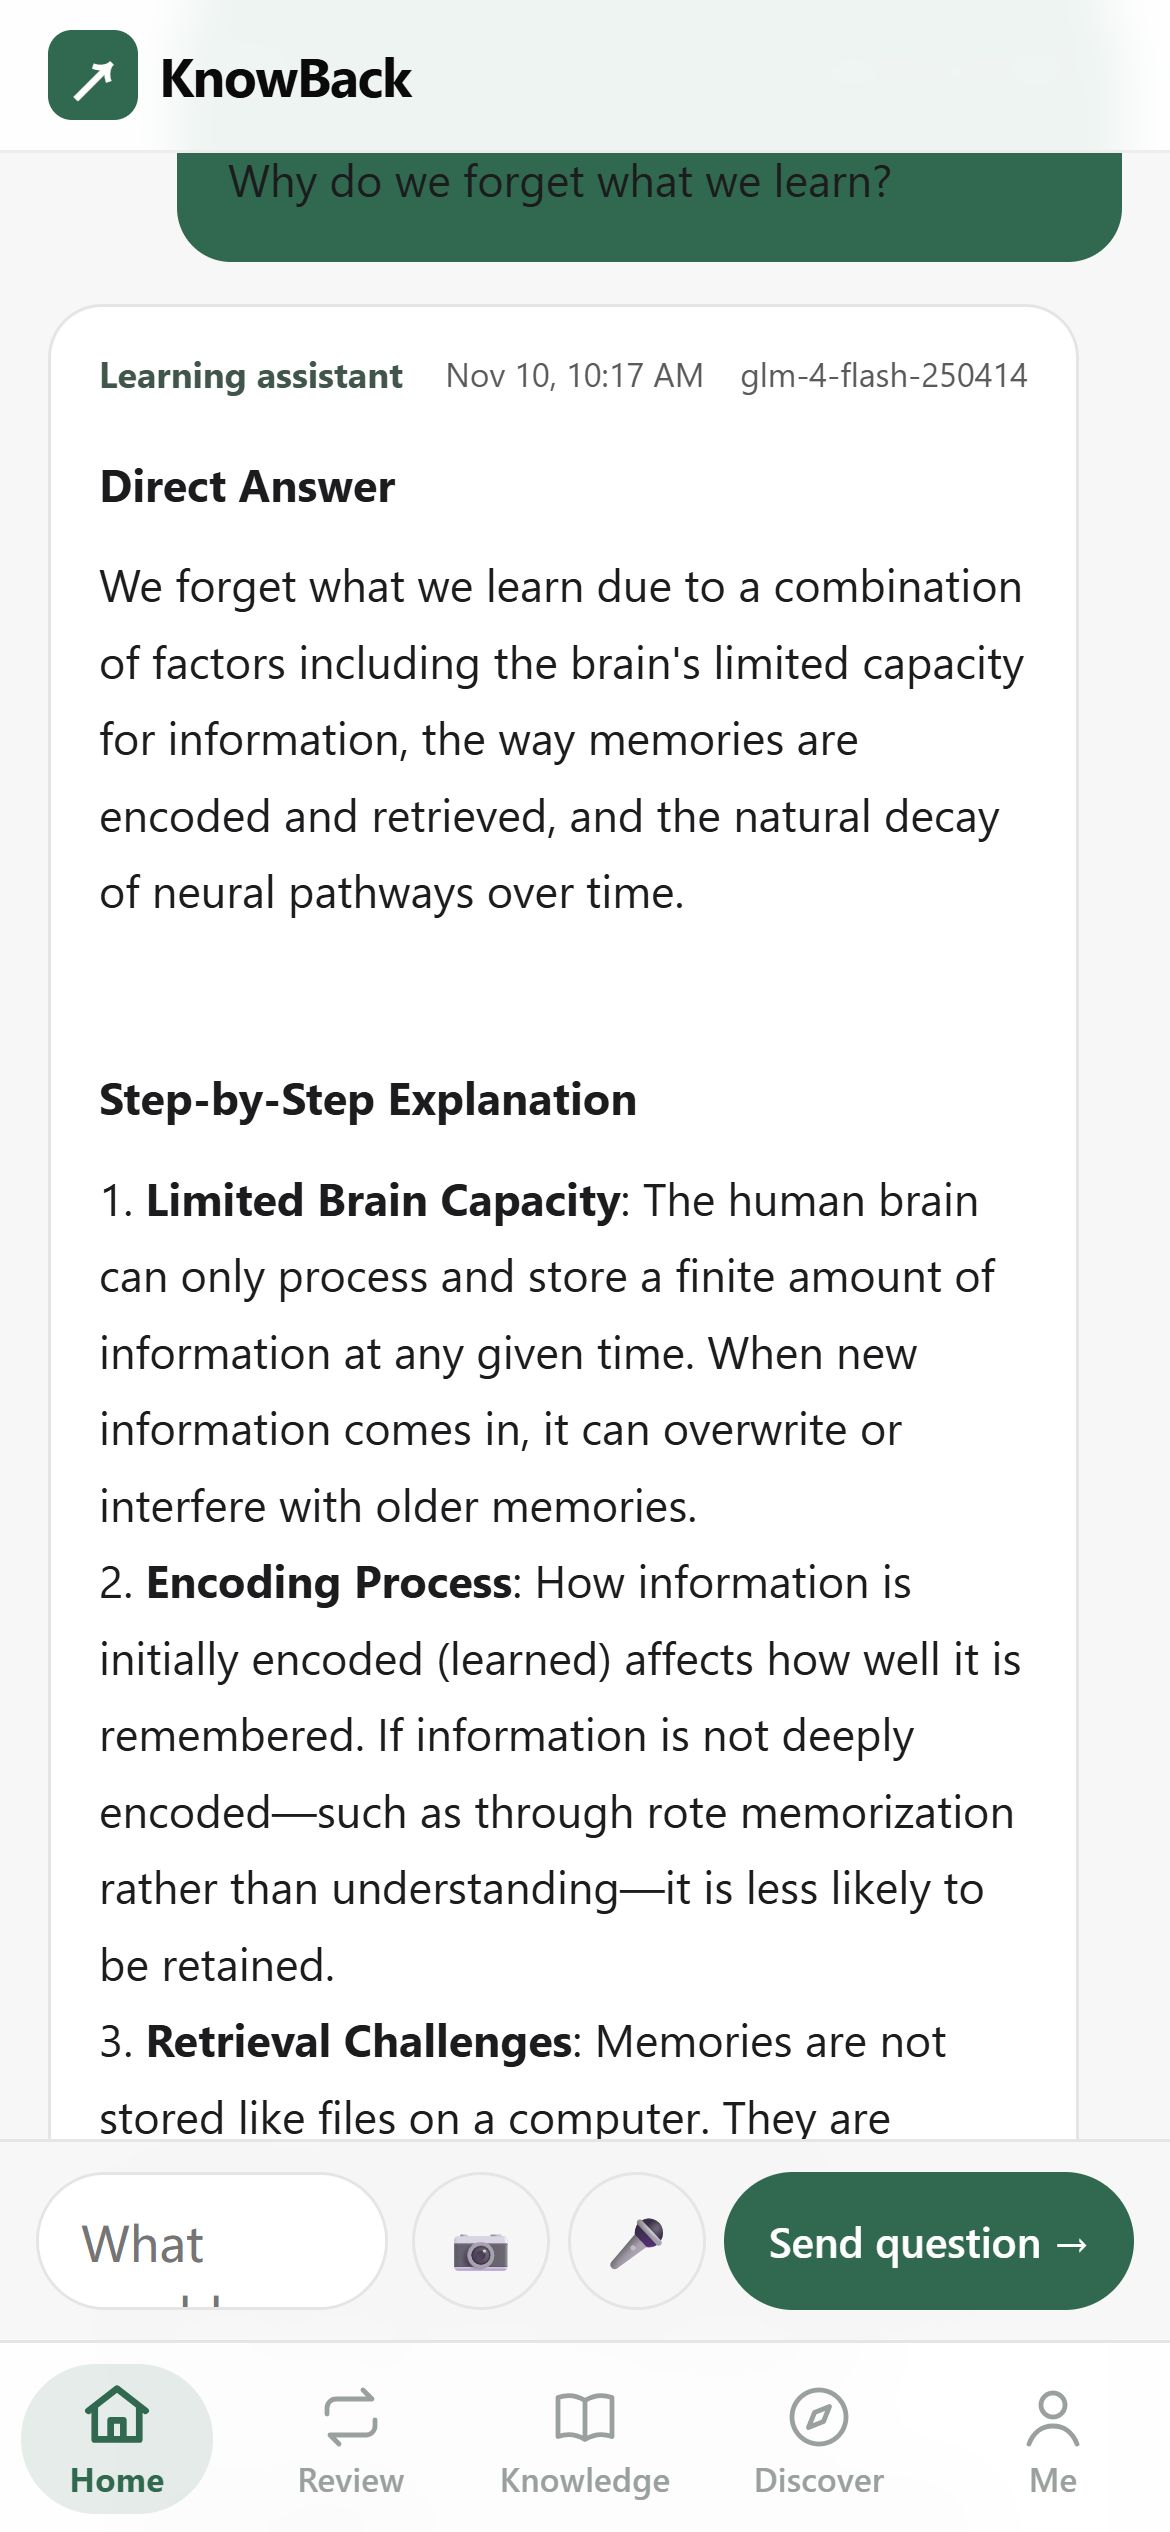 KnowBack
Why do we forget what we learn?
Learning assistant Nov 10, 10:17 AM glm-4-flash-250414
Direct Answer
We forget what we learn due to a combination
of factors including the brain's limited capacity
for information, the way memories are
encoded and retrieved, and the natural decay
of neural pathways over time.
Step-by-Step Explanation
1. Limited Brain Capacity: The human brain
can only process and store a finite amount of
information at any given time. When new
information comes in, it can overwrite or
interfere with older memories.
2. Encoding Process: How information is
initially encoded (learned) affects how well it is
remembered. If information is not deeply
encoded—such as through rote memorization
rather than understanding—it is less likely to
be retained.
3. Retrieval Challenges: Memories are not
stored like files on a computer. They are
What
Send question →
Home Review Knowledge Discover Me